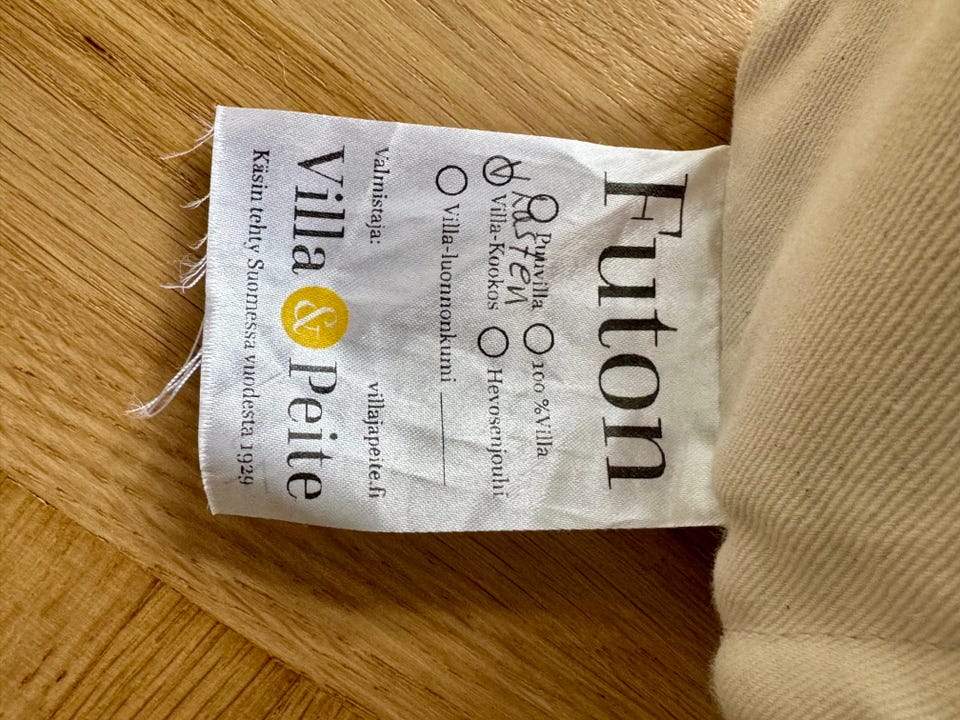 Futon
Puuvilla 100 %Villa
Lasten
Villa-Kookos Hevosenjouhi
Villa-luonnonkumi
Valmistaja: villajapeite.fi
Villa & Peite
Käsin tehty Suomessa vuodesta 1929